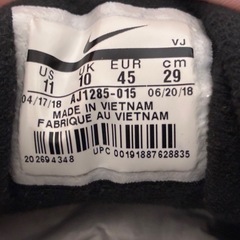 VJ
US UK EUR cm
11 10 45 29
04/17/18 AJ1285-015 06/20/18
MADE IN VIETNAM
FABRIQUE AU VIETNAM
202694348 UPC 00191887628835